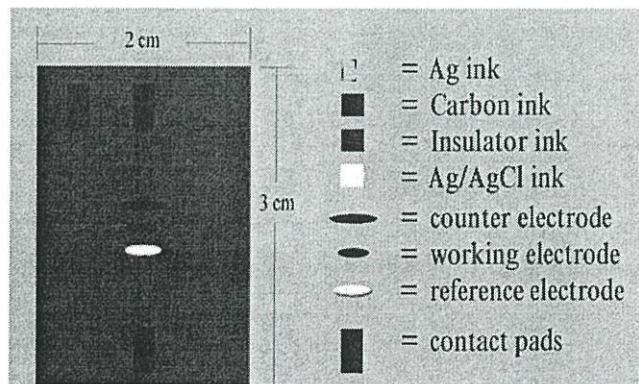 2 cm
= Ag ink
= Carbon ink
= Insulator ink
= Ag/AgCl ink
3 cm
= counter electrode
= working electrode
= reference electrode
= contact pads